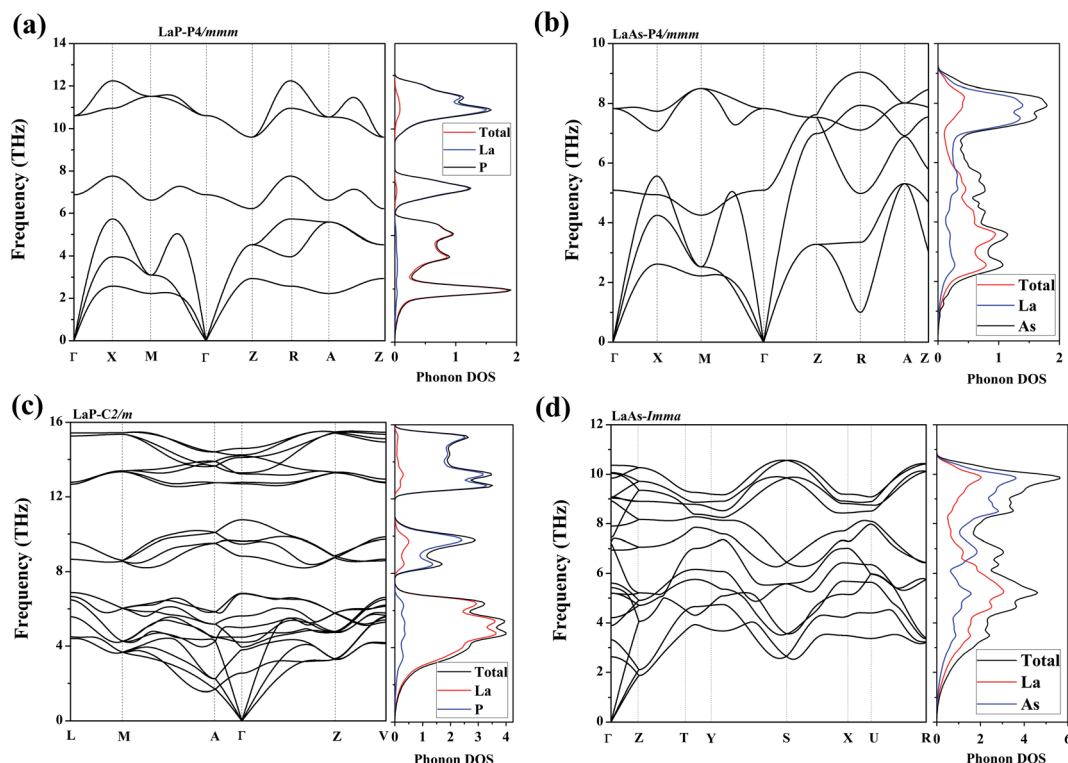 (a)
LaP-P4/mmm
Frequency (THz)
14
12
10
8
6
4
2
0
Γ X M Γ Z R A Z
Total
La
P
0 1 2
Phonon DOS
(b)
LaAs-P4/mmm
Frequency (THz)
10
8
6
4
2
0
Γ X M Γ Z R A Z
Total
La
As
0 1 2
Phonon DOS
(c)
LaP-C2/m
Frequency (THz)
16
12
8
4
0
L M A Γ Z V
Total
La
P
0 1 2 3 4
Phonon DOS
(d)
LaAs-Imma
Frequency (THz)
12
10
8
6
4
2
0
Γ Z T Y S X U R
Total
La
As
0 2 4 6
Phonon DOS